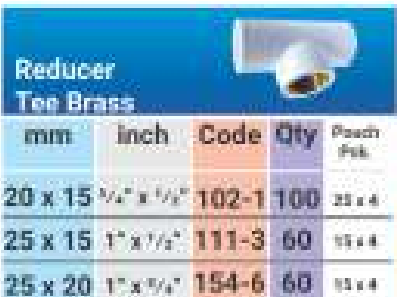 Reducer
Tee Brass
mm inch Code Qty Pouch Pck.
20 x 15 3/4" x 1/2" 102-1 100 25 x 4
25 x 15 1" x 1/2" 111-3 60 15 x 4
25 x 20 1" x 3/4" 154-6 60 15 x 4